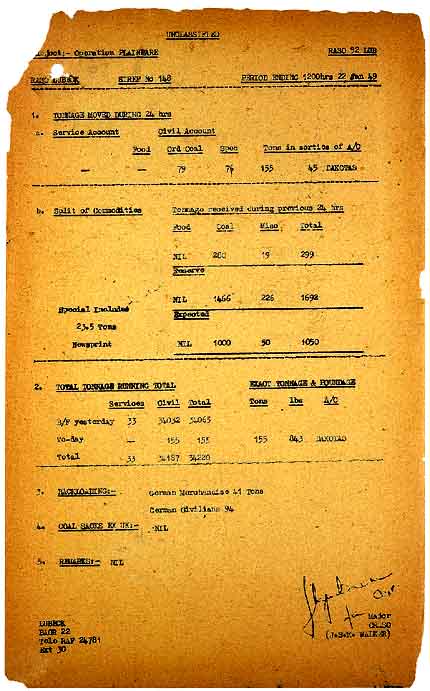 UNCLASSIFIED
Subject:- Operation PLAINFARE RASO 92 LUB
RASO LUBECK SITREP No 148 PERIOD ENDING 1200hrs 22 Jan 49
1. TONNAGE MOVED DURING 24 hrs
a. Service Account Civil Account
Food Ord Coal Spec Tons in sorties of A/C
— — 79 76 155 45 DAKOTAS
b. Split of Commodities Tonnage received during previous 24 hrs
Food Coal Misc Total
NIL 280 19 299
Reserve
NIL 1466 226 1692
Special Includes Expected
23.5 Tons
Newsprint NIL 1000 50 1050
2. TOTAL TONNAGE RUNNING TOTAL EXACT TONNAGE & POUNDAGE
Services Civil Total Tons lbs A/C
B/F yesterday 33 34032 34065
To-day — 155 155 155 843 DAKOTAS
Total 33 34187 34220
3. BACKLOADING:- German Merchandise 41 Tons
German Civilians 94
4. COAL SACKS EX UK:- NIL
5. REMARKS:- NIL
for Major
CRASO
(J.S.K. WALKER)
LUBECK
BAOR 22
Tele RAF 24781
Ext 30